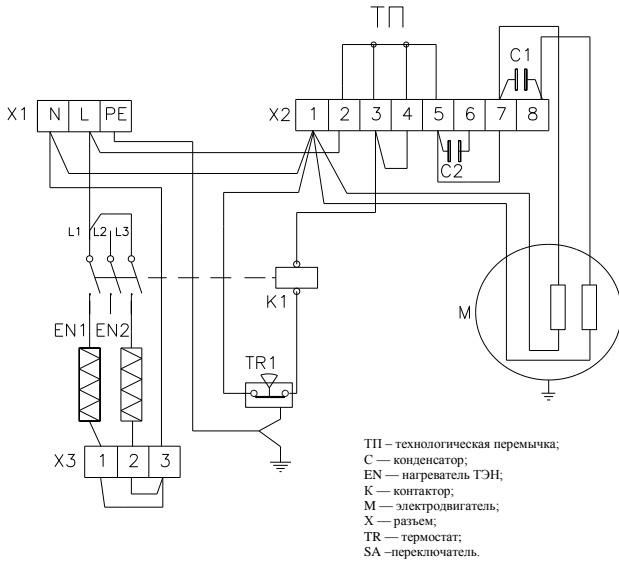 ТП
C1
X1 N L PE
X2 1 2 3 4 5 6 7 8
C2
L1 L2 L3
K1
M
EN1 EN2
TR1
X3 1 2 3
ТП – технологическая перемычка;
С — конденсатор;
EN — нагреватель ТЭН;
К — контактор;
М — электродвигатель;
Х — разъем;
TR — термостат;
SA –переключатель.